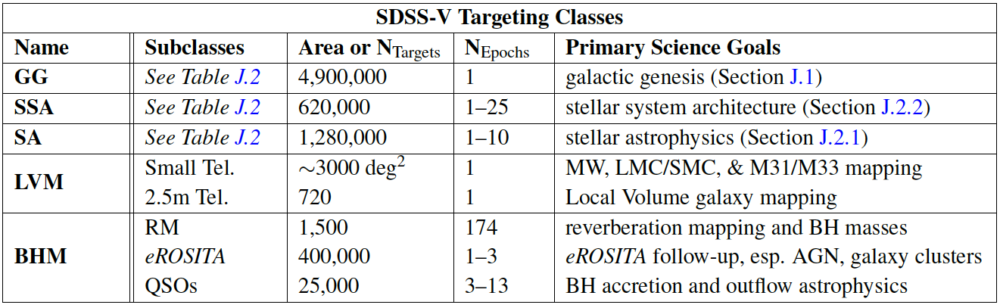 SDSS-V Targeting Classes
Name Subclasses Area or NTargets NEpochs Primary Science Goals
GG See Table J.2 4,900,000 1 galactic genesis (Section J.1)
SSA See Table J.2 620,000 1–25 stellar system architecture (Section J.2.2)
SA See Table J.2 1,280,000 1–10 stellar astrophysics (Section J.2.1)
LVM Small Tel. ∼3000 deg2 1 MW, LMC/SMC, & M31/M33 mapping
2.5m Tel. 720 1 Local Volume galaxy mapping
BHM RM 1,500 174 reverberation mapping and BH masses
eROSITA 400,000 1–3 eROSITA follow-up, esp. AGN, galaxy clusters
QSOs 25,000 3–13 BH accretion and outflow astrophysics